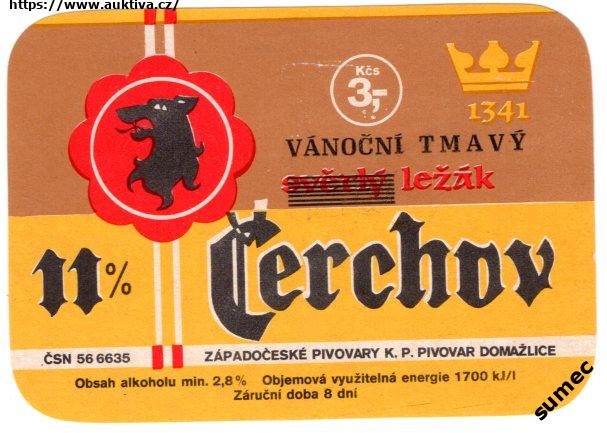 https://www.auktiva.cz/
Kčs
3,-
1341
VÁNOČNÍ TMAVÝ
světlý ležák
11%
Čerchov
ČSN 56 6635
ZÁPADOČESKÉ PIVOVARY K. P. PIVOVAR DOMAŽLICE
Obsah alkoholu min. 2,8% Objemová využitelná energie 1700 kJ/l
Záruční doba 8 dní
sumec